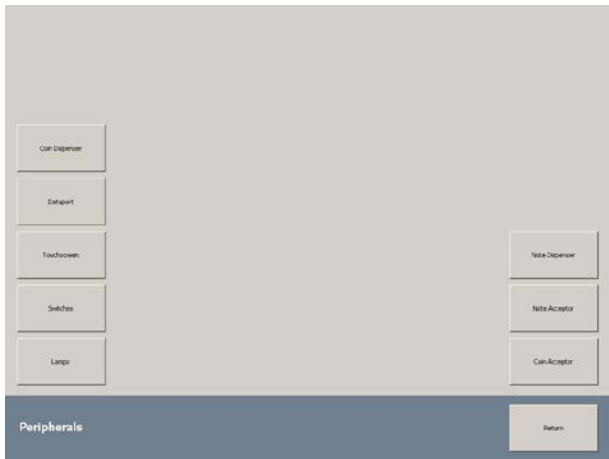 Coin Dispenser
Dataport
Touchscreen
Note Dispenser
Switches
Note Acceptor
Lamps
Coin Acceptor
Peripherals
Return